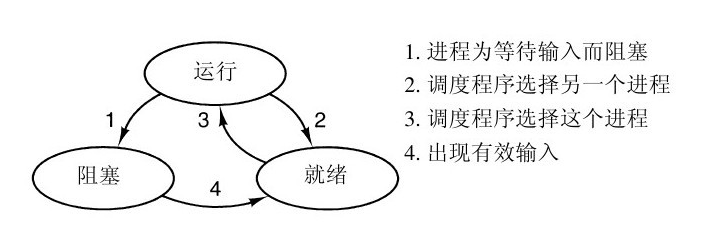 运行
1
3
2
阻塞
4
就绪
1. 进程为等待输入而阻塞
2. 调度程序选择另一个进程
3. 调度程序选择这个进程
4. 出现有效输入